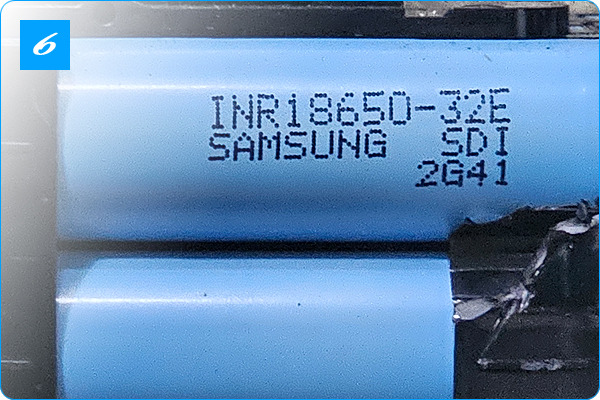 6
INR18650-32E
SAMSUNG SDI
2G41